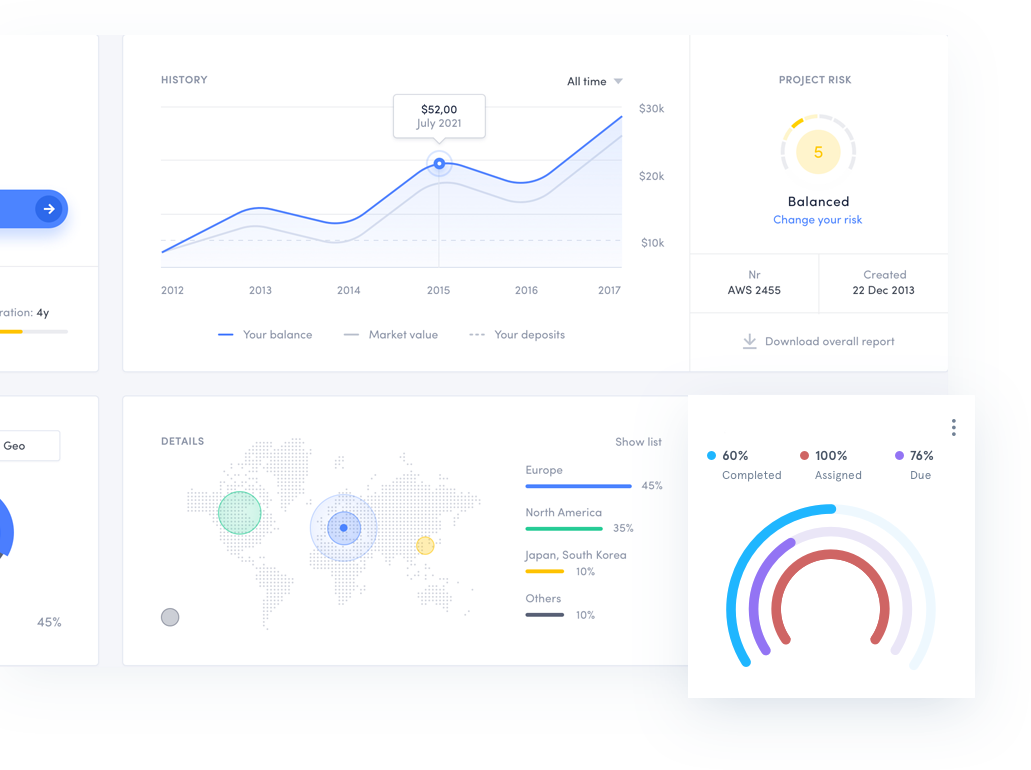 HISTORY
All time
$52,00
July 2021
$30k
$20k
$10k
2012 2013 2014 2015 2016 2017
Your balance Market value Your deposits
PROJECT RISK
5
Balanced
Change your risk
Nr
AWS 2455
Created
22 Dec 2013
Download overall report
ration: 4y
Geo
45%
DETAILS
Show list
Europe
45%
North America
35%
Japan, South Korea
10%
Others
10%
60% 100% 76%
Completed Assigned Due